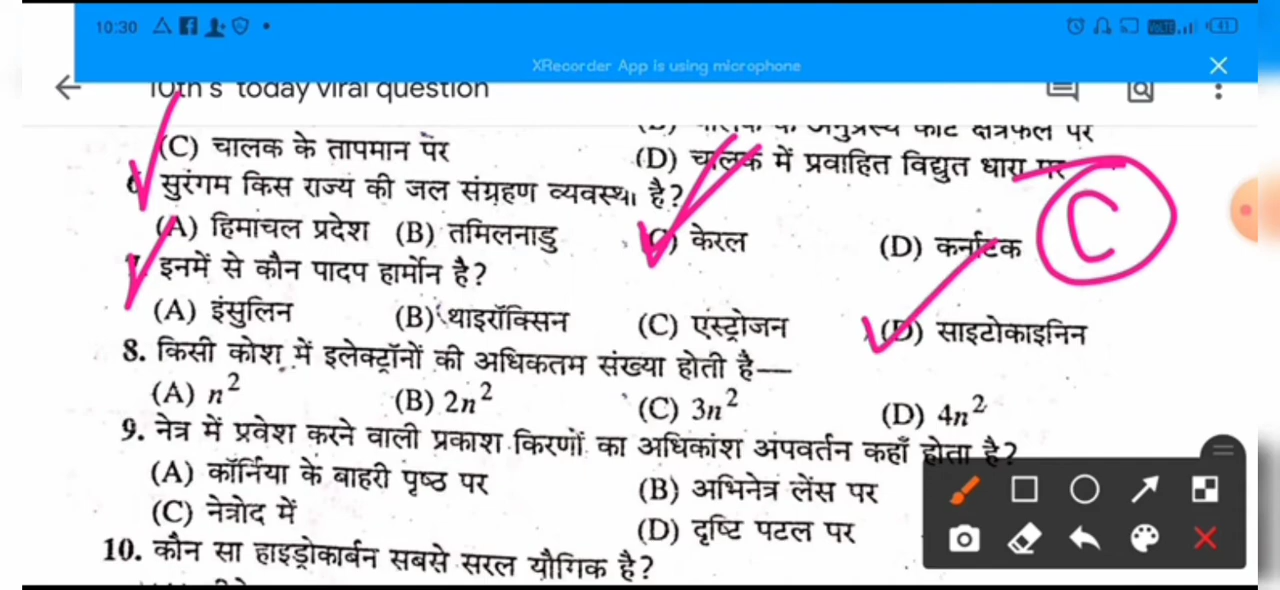 10:30
XRecorder App is using microphone
10th's today viral question
(C) चालक के तापमान पर
(D) चालक में प्रवाहित विद्युत धारा पर
6. सुरंगम किस राज्य की जल संग्रहण व्यवस्था है?
(A) हिमाचल प्रदेश (B) तमिलनाडु (C) केरल (D) कर्नाटक
C
7. इनमें से कौन पादप हार्मोन है?
(A) इंसुलिन (B) थाइरॉक्सिन (C) एस्ट्रोजन (D) साइटोकाइनिन
8. किसी कोश में इलेक्ट्रॉनों की अधिकतम संख्या होती है—
(A) n² (B) 2n² (C) 3n² (D) 4n²
9. नेत्र में प्रवेश करने वाली प्रकाश किरणों का अधिकांश अपवर्तन कहाँ होता है?
(A) कॉर्निया के बाहरी पृष्ठ पर (B) अभिनेत्र लेंस पर
(C) नेत्रोद में (D) दृष्टि पटल पर
10. कौन सा हाइड्रोकार्बन सबसे सरल यौगिक है?